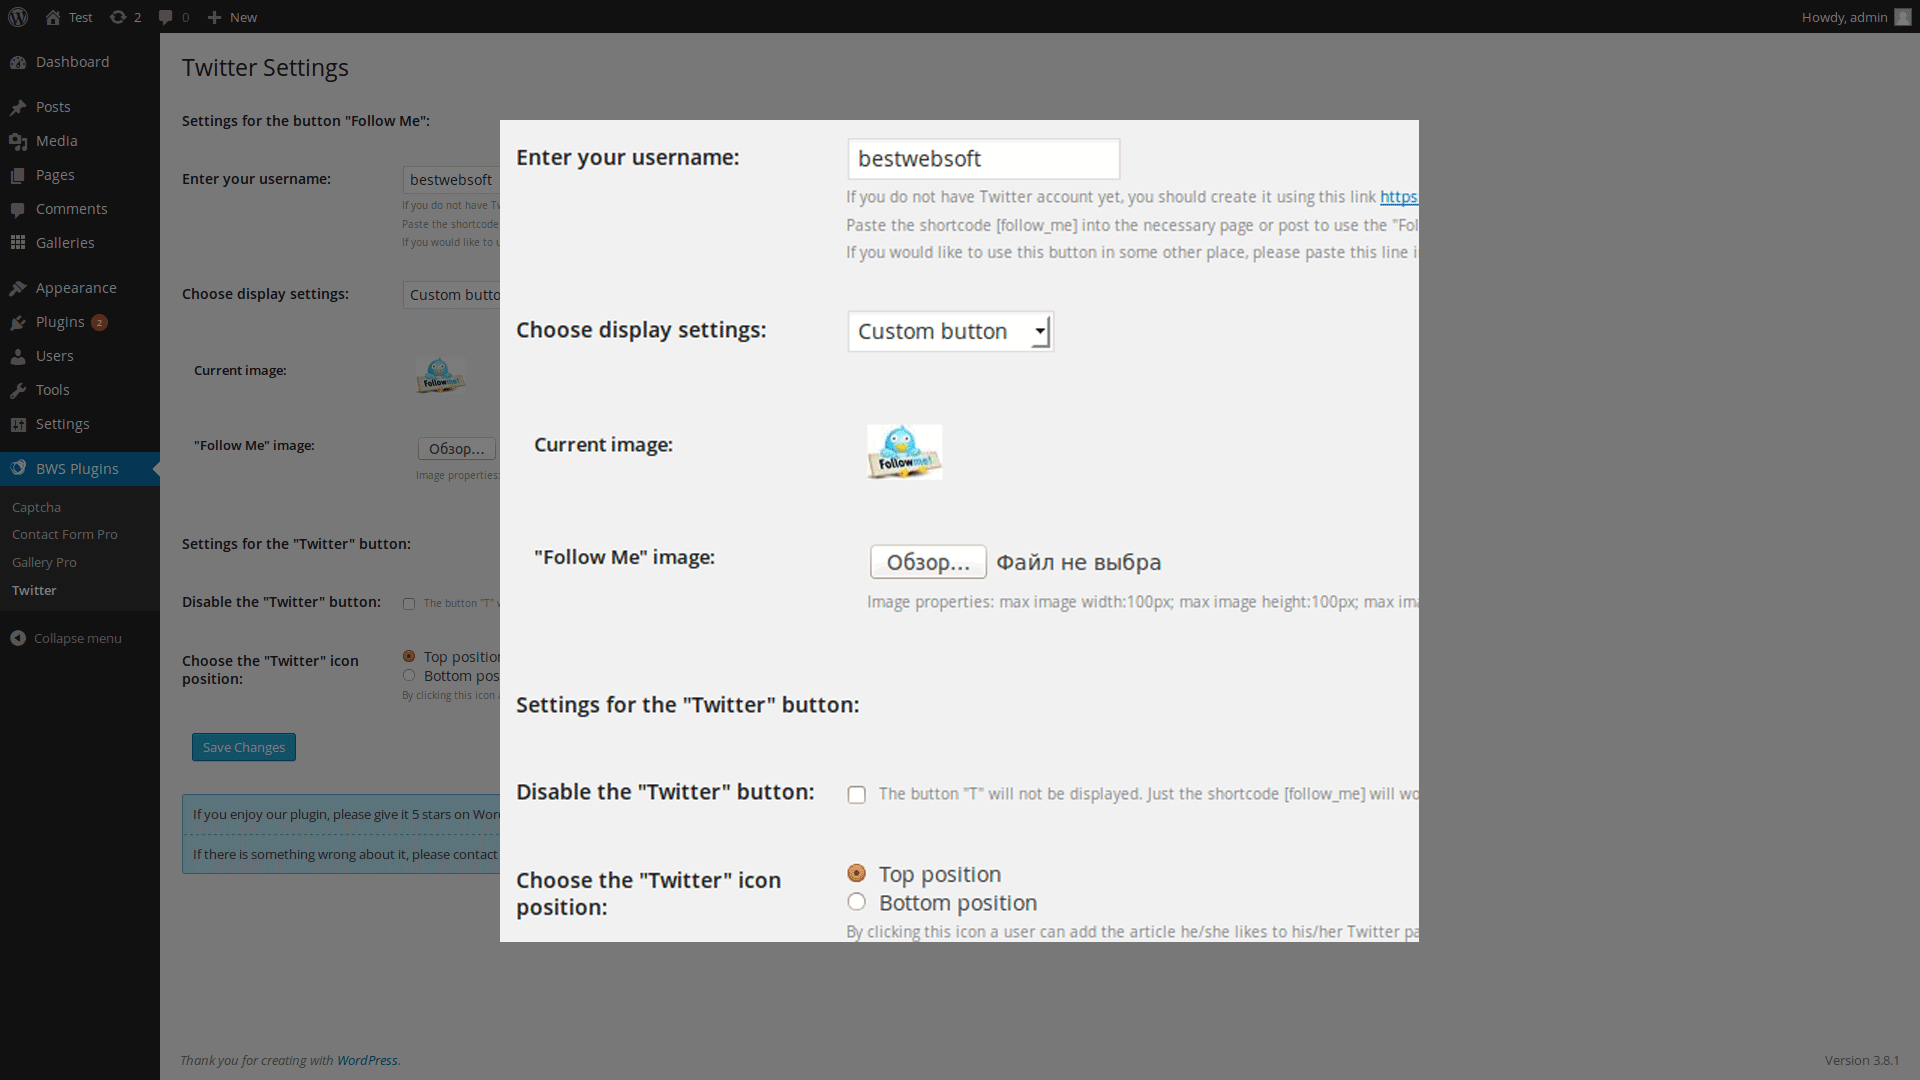 Test 2 0 New Howdy, admin
Dashboard
Posts
Media
Pages
Comments
Galleries
Appearance
Plugins 2
Users
Tools
Settings
BWS Plugins
Captcha
Contact Form Pro
Gallery Pro
Twitter
Collapse menu
Twitter Settings
Settings for the button "Follow Me":
Enter your username: bestwebsoft
If you do not have Tw
Paste the shortcode
If you would like to u
Choose display settings: Custom butto
Current image: Follow me!
"Follow Me" image: Обзор...
Image properties:
Settings for the "Twitter" button:
Disable the "Twitter" button: The button "T" w
Choose the "Twitter" icon position:
Top position
Bottom pos
By clicking this icon a
Save Changes
If you enjoy our plugin, please give it 5 stars on Wor
If there is something wrong about it, please contact
Enter your username: bestwebsoft
If you do not have Twitter account yet, you should create it using this link https
Paste the shortcode [follow_me] into the necessary page or post to use the "Fol
If you would like to use this button in some other place, please paste this line i
Choose display settings: Custom button
Current image: Follow me!
"Follow Me" image: Обзор... Файл не выбра
Image properties: max image width:100px; max image height:100px; max ima
Settings for the "Twitter" button:
Disable the "Twitter" button: The button "T" will not be displayed. Just the shortcode [follow_me] will wo
Choose the "Twitter" icon
position:
Top position
Bottom position
By clicking this icon a user can add the article he/she likes to his/her Twitter pa
Thank you for creating with WordPress. Version 3.8.1